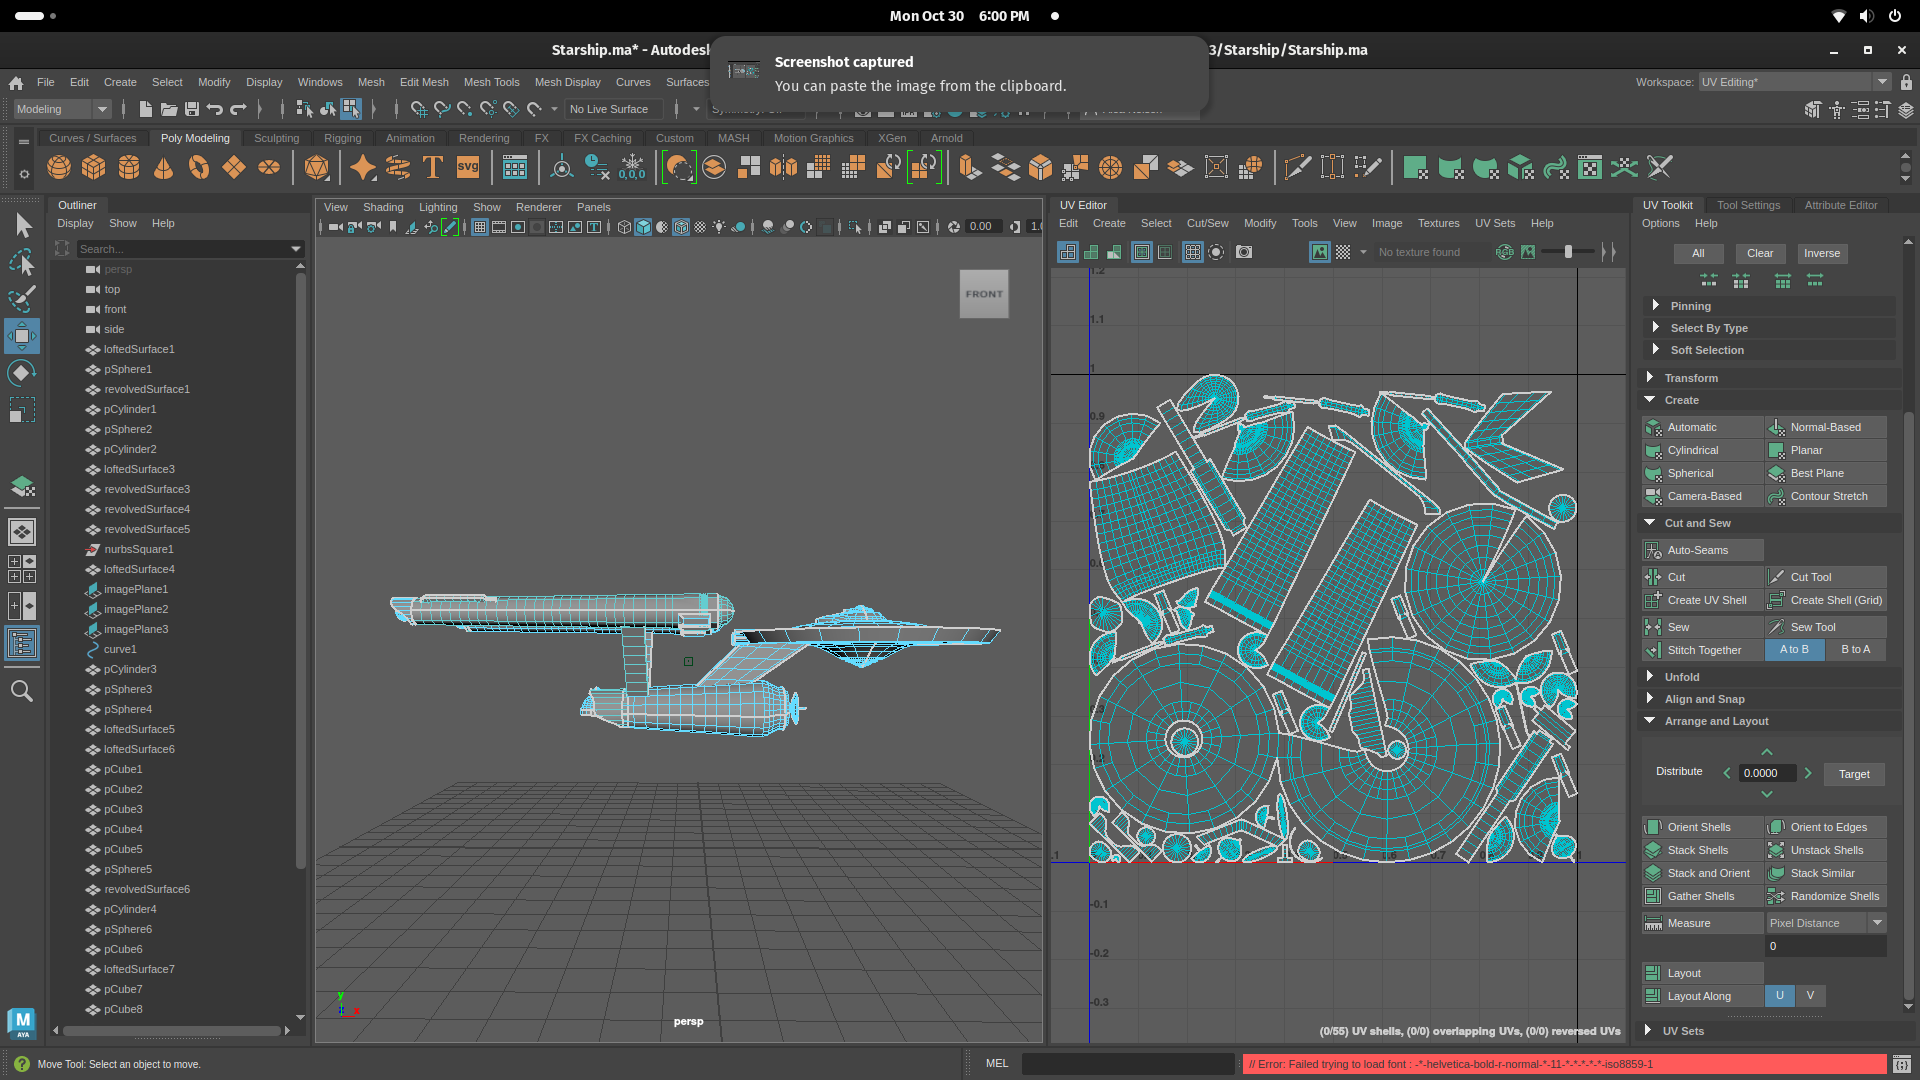 Mon Oct 30 6:00 PM
Starship.ma* - Autodes
3/Starship/Starship.ma
Screenshot captured
You can paste the image from the clipboard.
File Edit Create Select Modify Display Windows Mesh Edit Mesh Mesh Tools Mesh Display Curves Surfaces
Workspace: UV Editing*
Modeling
No Live Surface
Curves / Surfaces Poly Modeling Sculpting Rigging Animation Rendering FX FX Caching Custom MASH Motion Graphics XGen Arnold
T svg 0,0,0
Outliner
Display Show Help
Search...
persp
top
front
side
loftedSurface1
pSphere1
revolvedSurface1
pCylinder1
pSphere2
pCylinder2
loftedSurface3
revolvedSurface3
revolvedSurface4
revolvedSurface5
nurbsSquare1
loftedSurface4
imagePlane1
imagePlane2
imagePlane3
curve1
pCylinder3
pSphere3
pSphere4
loftedSurface5
loftedSurface6
pCube1
pCube2
pCube3
pCube4
pCube5
pSphere5
revolvedSurface6
pCylinder4
pSphere6
pCube6
loftedSurface7
pCube7
pCube8
View Shading Lighting Show Renderer Panels
0.00 1.0
FRONT
y
z x
persp
UV Editor
Edit Create Select Cut/Sew Modify Tools View Image Textures UV Sets Help
No texture found
1.2
1.1
1
0.9
-0.1
-0.2
-0.3
0.6 0.7
(0/55) UV shells, (0/0) overlapping UVs, (0/0) reversed UVs
UV Toolkit Tool Settings Attribute Editor
Options Help
All Clear Inverse
Pinning
Select By Type
Soft Selection
Transform
Create
Automatic Normal-Based
Cylindrical Planar
Spherical Best Plane
Camera-Based Contour Stretch
Cut and Sew
Auto-Seams
Cut Cut Tool
Create UV Shell Create Shell (Grid)
Sew Sew Tool
Stitch Together A to B B to A
Unfold
Align and Snap
Arrange and Layout
Distribute 0.0000 Target
Orient Shells Orient to Edges
Stack Shells Unstack Shells
Stack and Orient Stack Similar
Gather Shells Randomize Shells
Measure Pixel Distance
0
Layout
Layout Along U V
UV Sets
M
AYA
Move Tool: Select an object to move.
MEL
// Error: Failed trying to load font : -*-helvetica-bold-r-normal-*-11-*-*-*-*-*-iso8859-1